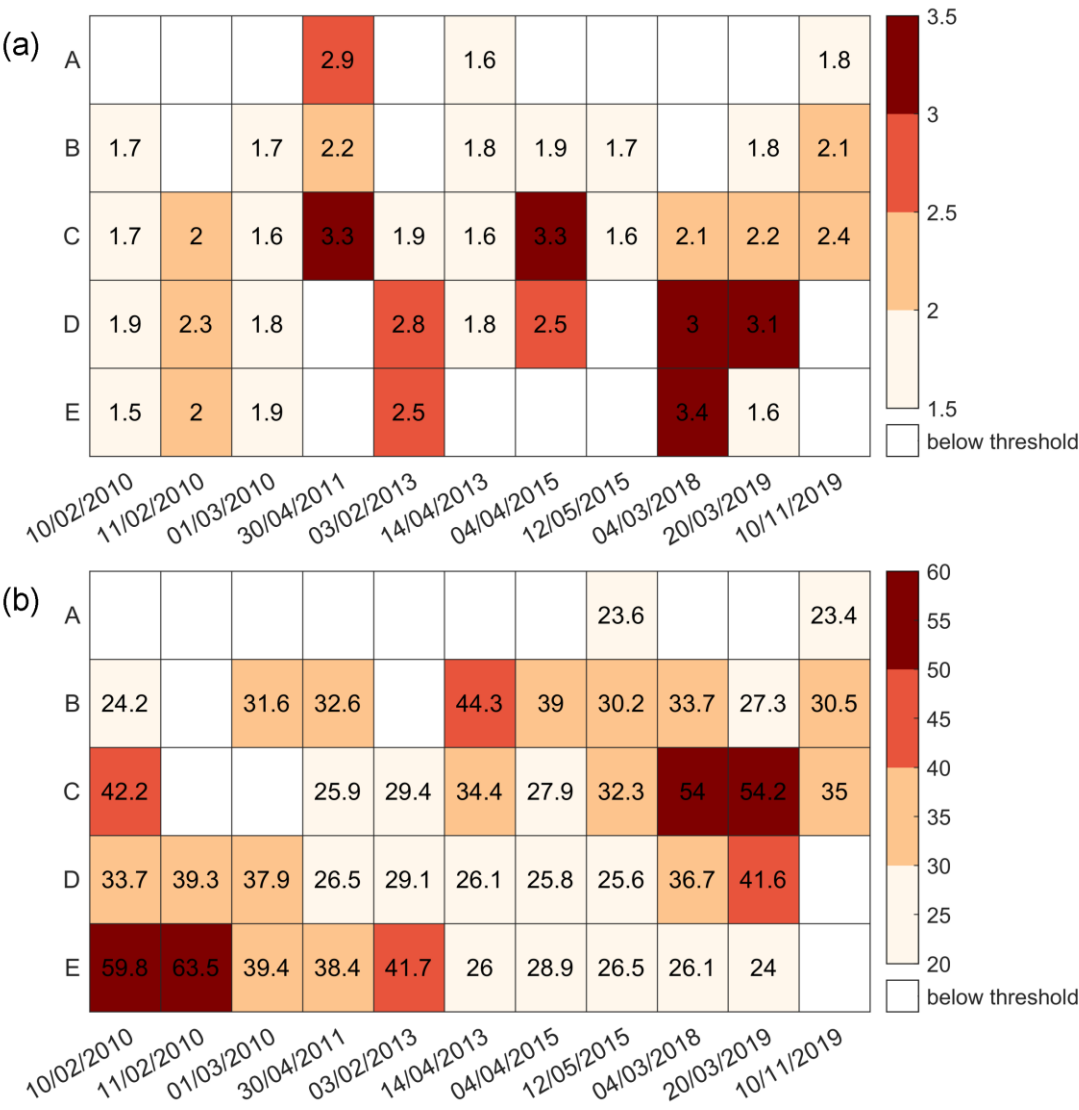 (a)
3.5
A 2.9 1.6 1.8
3
B 1.7 1.7 2.2 1.8 1.9 1.7 1.8 2.1
2.5
C 1.7 2 1.6 3.3 1.9 1.6 3.3 1.6 2.1 2.2 2.4
2
D 1.9 2.3 1.8 2.8 1.8 2.5 3 3.1
1.5
E 1.5 2 1.9 2.5 3.4 1.6
below threshold
10/02/2010 11/02/2010 01/03/2010 30/04/2011 03/02/2013 14/04/2013 04/04/2015 12/05/2015 04/03/2018 20/03/2019 10/11/2019
(b)
60
A 23.6 23.4
55
50
B 24.2 31.6 32.6 44.3 39 30.2 33.7 27.3 30.5
45
40
C 42.2 25.9 29.4 34.4 27.9 32.3 54 54.2 35
35
30
D 33.7 39.3 37.9 26.5 29.1 26.1 25.8 25.6 36.7 41.6
25
20
E 59.8 63.5 39.4 38.4 41.7 26 28.9 26.5 26.1 24
below threshold
10/02/2010 11/02/2010 01/03/2010 30/04/2011 03/02/2013 14/04/2013 04/04/2015 12/05/2015 04/03/2018 20/03/2019 10/11/2019